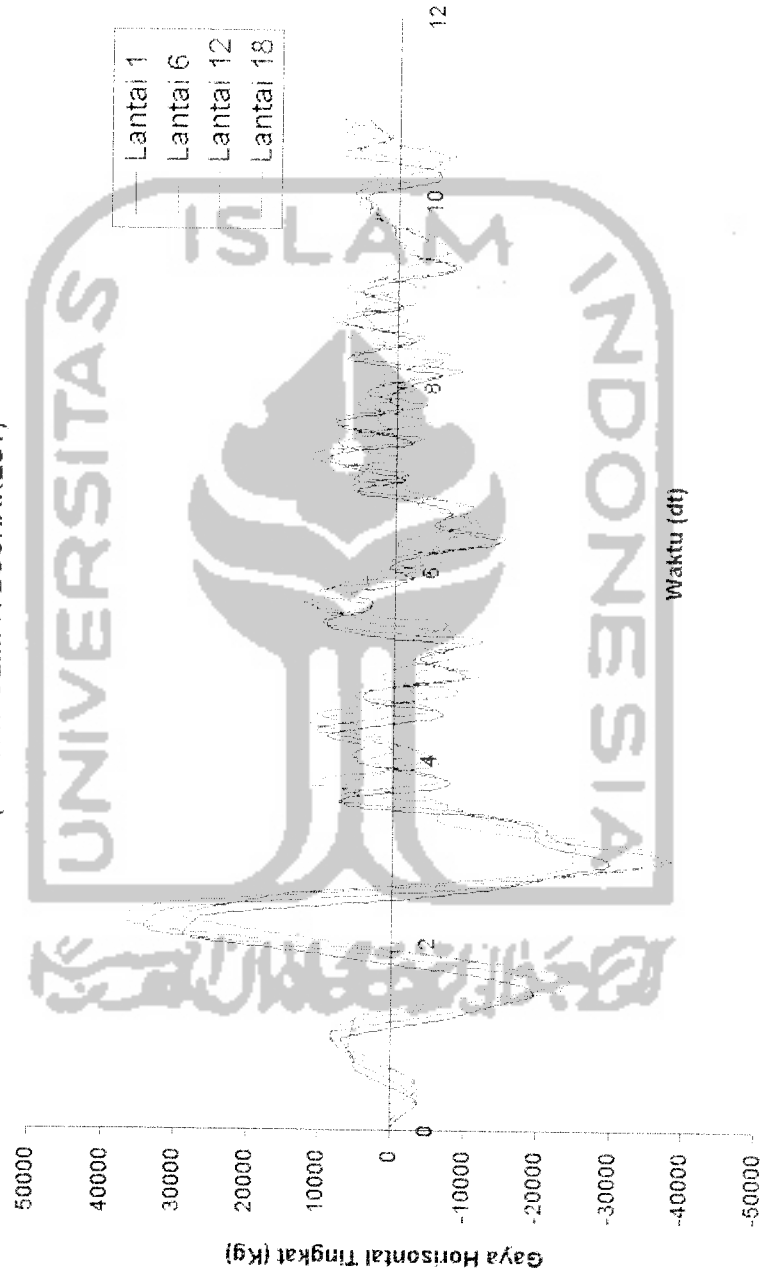 Lantai 1
Lantai 6
Lantai 12
Lantai 18
50000
40000
30000
20000
10000
0
-10000
-20000
-30000
-40000
-50000
Gaya Horisontal Tingkat (Kg)
0
2
4
6
8
10
12
Waktu (dt)
UNIVERSITAS
ISLAM
INDONESIA